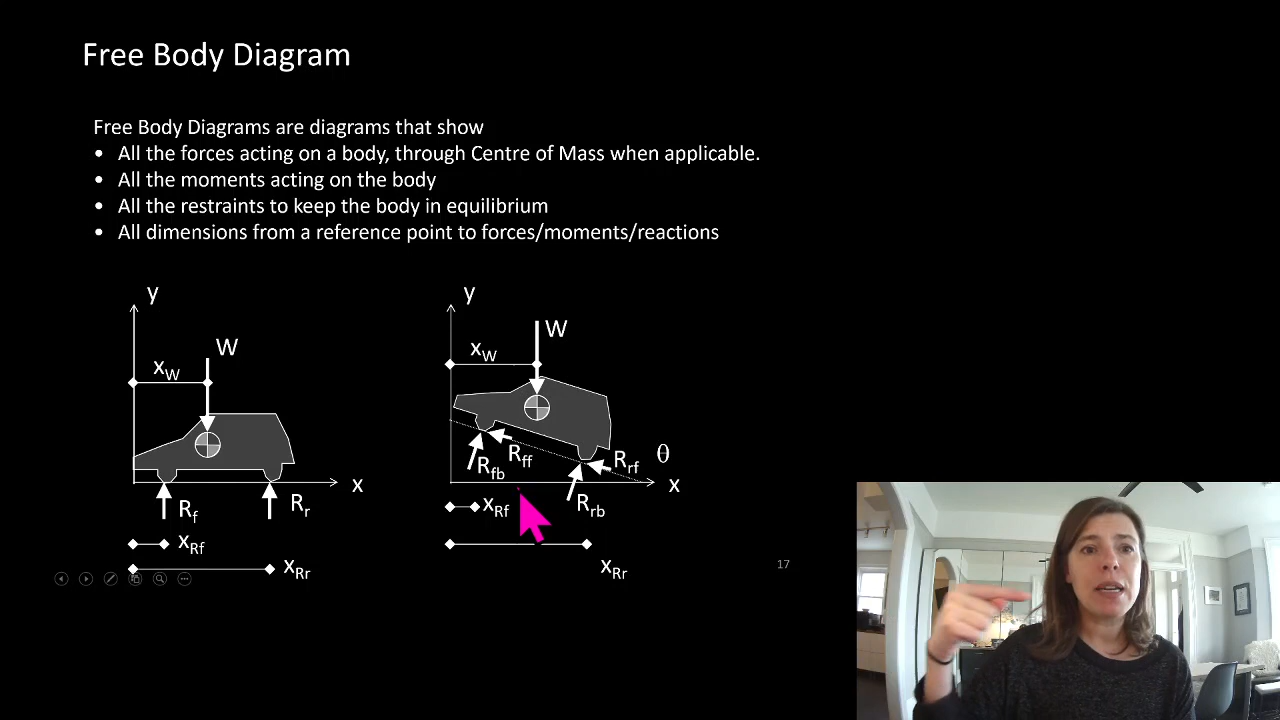 Free Body Diagram
Free Body Diagrams are diagrams that show
• All the forces acting on a body, through Centre of Mass when applicable.
• All the moments acting on the body
• All the restraints to keep the body in equilibrium
• All dimensions from a reference point to forces/moments/reactions
y
W
xW
x
Rf
Rr
xRf
xRr
y
W
xW
Rff
Rfb
Rrf
θ
x
xRf
Rrb
xRr
17